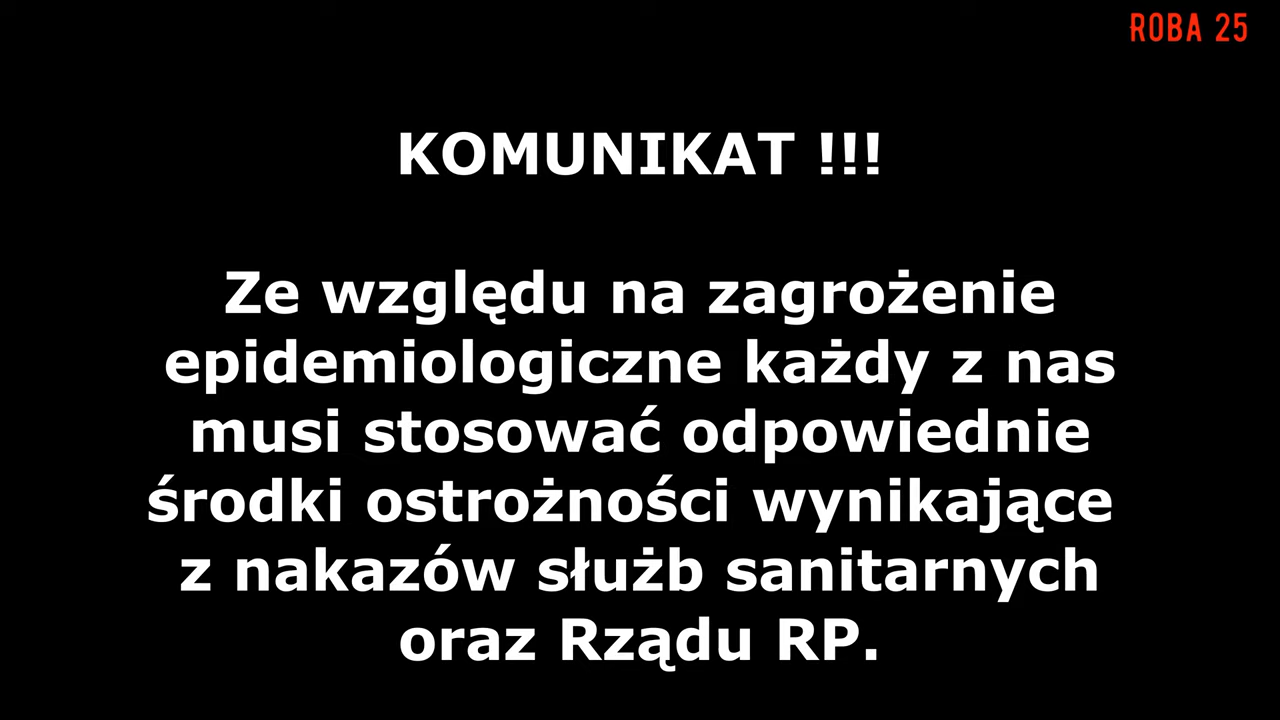 ROBA 25
KOMUNIKAT !!!
Ze względu na zagrożenie
epidemiologiczne każdy z nas
musi stosować odpowiednie
środki ostrożności wynikające
z nakazów służb sanitarnych
oraz Rządu RP.